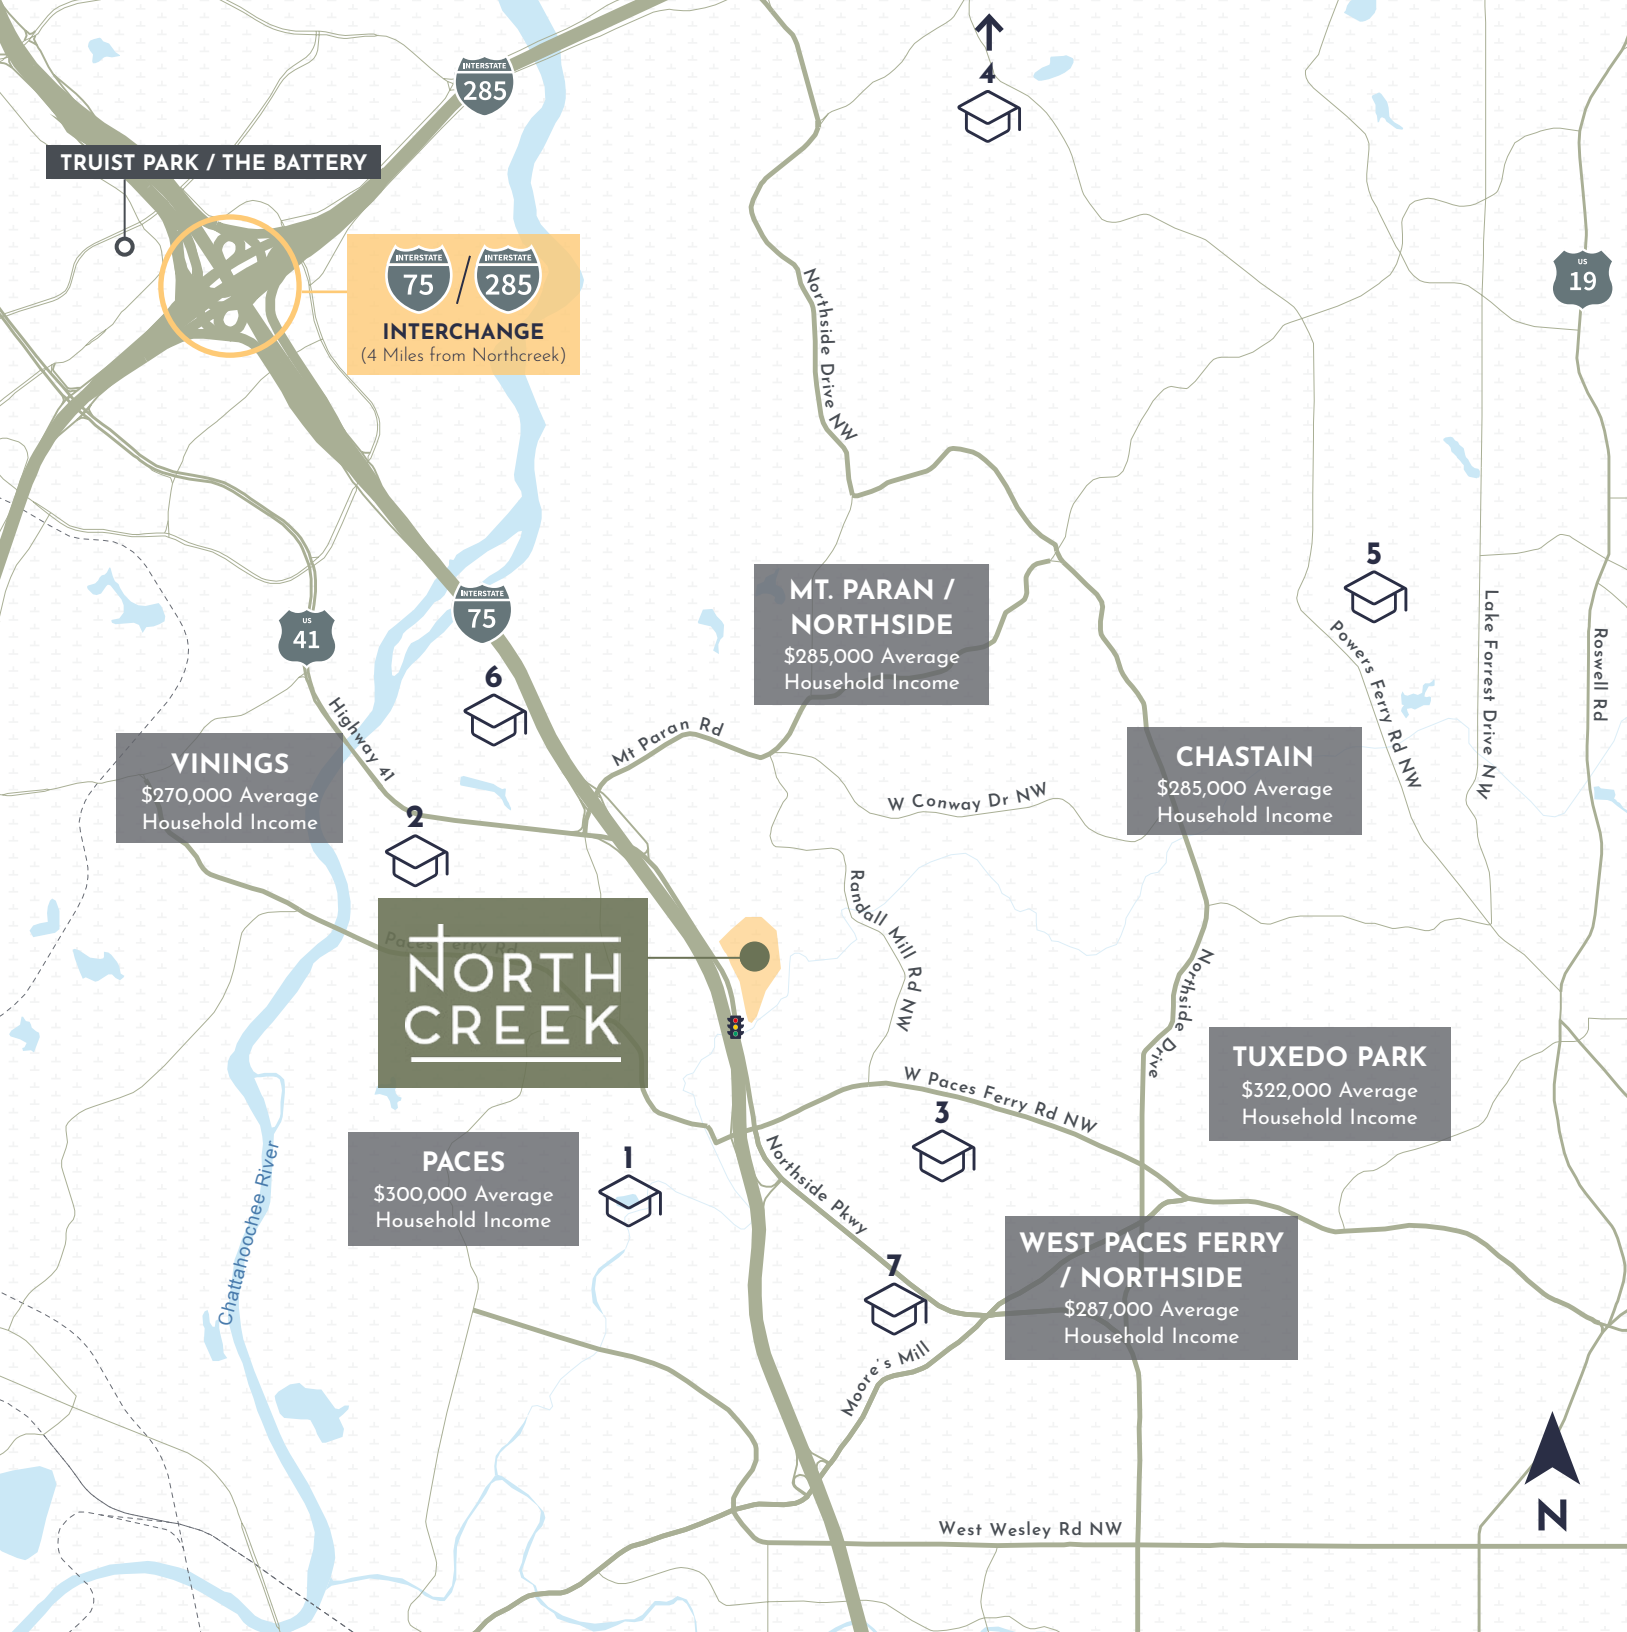 4
INTERSTATE
285
TRUIST PARK / THE BATTERY
INTERSTATE
75
/
INTERSTATE
285
INTERCHANGE
(4 Miles from Northcreek)
US
19
Northside Drive NW
5
MT. PARAN /
NORTHSIDE
$285,000 Average
Household Income
INTERSTATE
75
US
41
6
Highway 41
Mt Paran Rd
Powers Ferry Rd NW
Lake Forrest Drive NW
Roswell Rd
VININGS
$270,000 Average
Household Income
CHASTAIN
$285,000 Average
Household Income
W Conway Dr NW
2
Randall Mill Rd NW
Paces Ferry Rd
NORTH
CREEK
Northside Drive
TUXEDO PARK
$322,000 Average
Household Income
W Paces Ferry Rd NW
3
PACES
$300,000 Average
Household Income
1
Northside Pkwy
Chattahoochee River
WEST PACES FERRY
/ NORTHSIDE
$287,000 Average
Household Income
7
Moore's Mill
West Wesley Rd NW
N